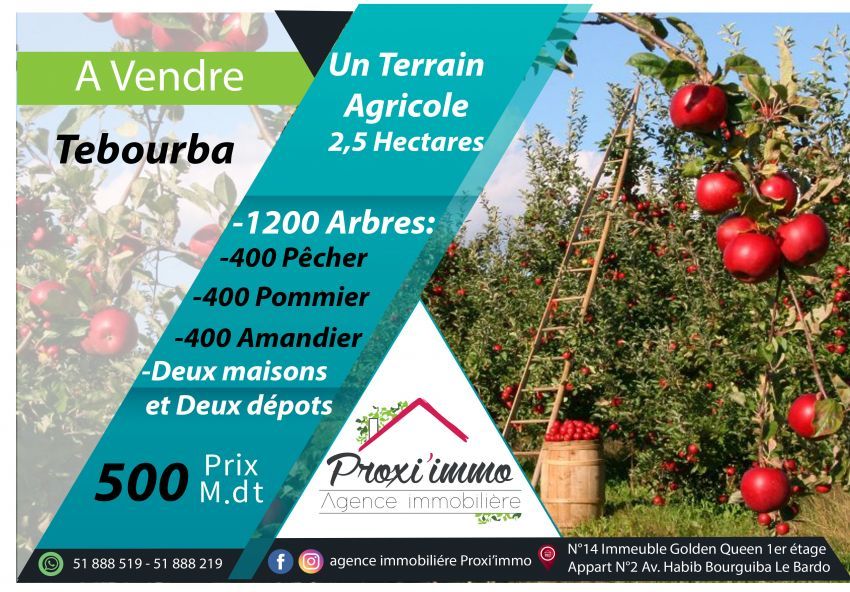 A Vendre
Tebourba
Un Terrain
Agricole
2,5 Hectares
-1200 Arbres:
-400 Pêcher
-400 Pommier
-400 Amandier
-Deux maisons
et Deux dépots
500 Prix
M.dt
Proxi'immo
Agence immobilière
51 888 519 - 51 888 219
agence immobiliére Proxi'immo
N°14 Immeuble Golden Queen 1er étage
Appart N°2 Av. Habib Bourguiba Le Bardo